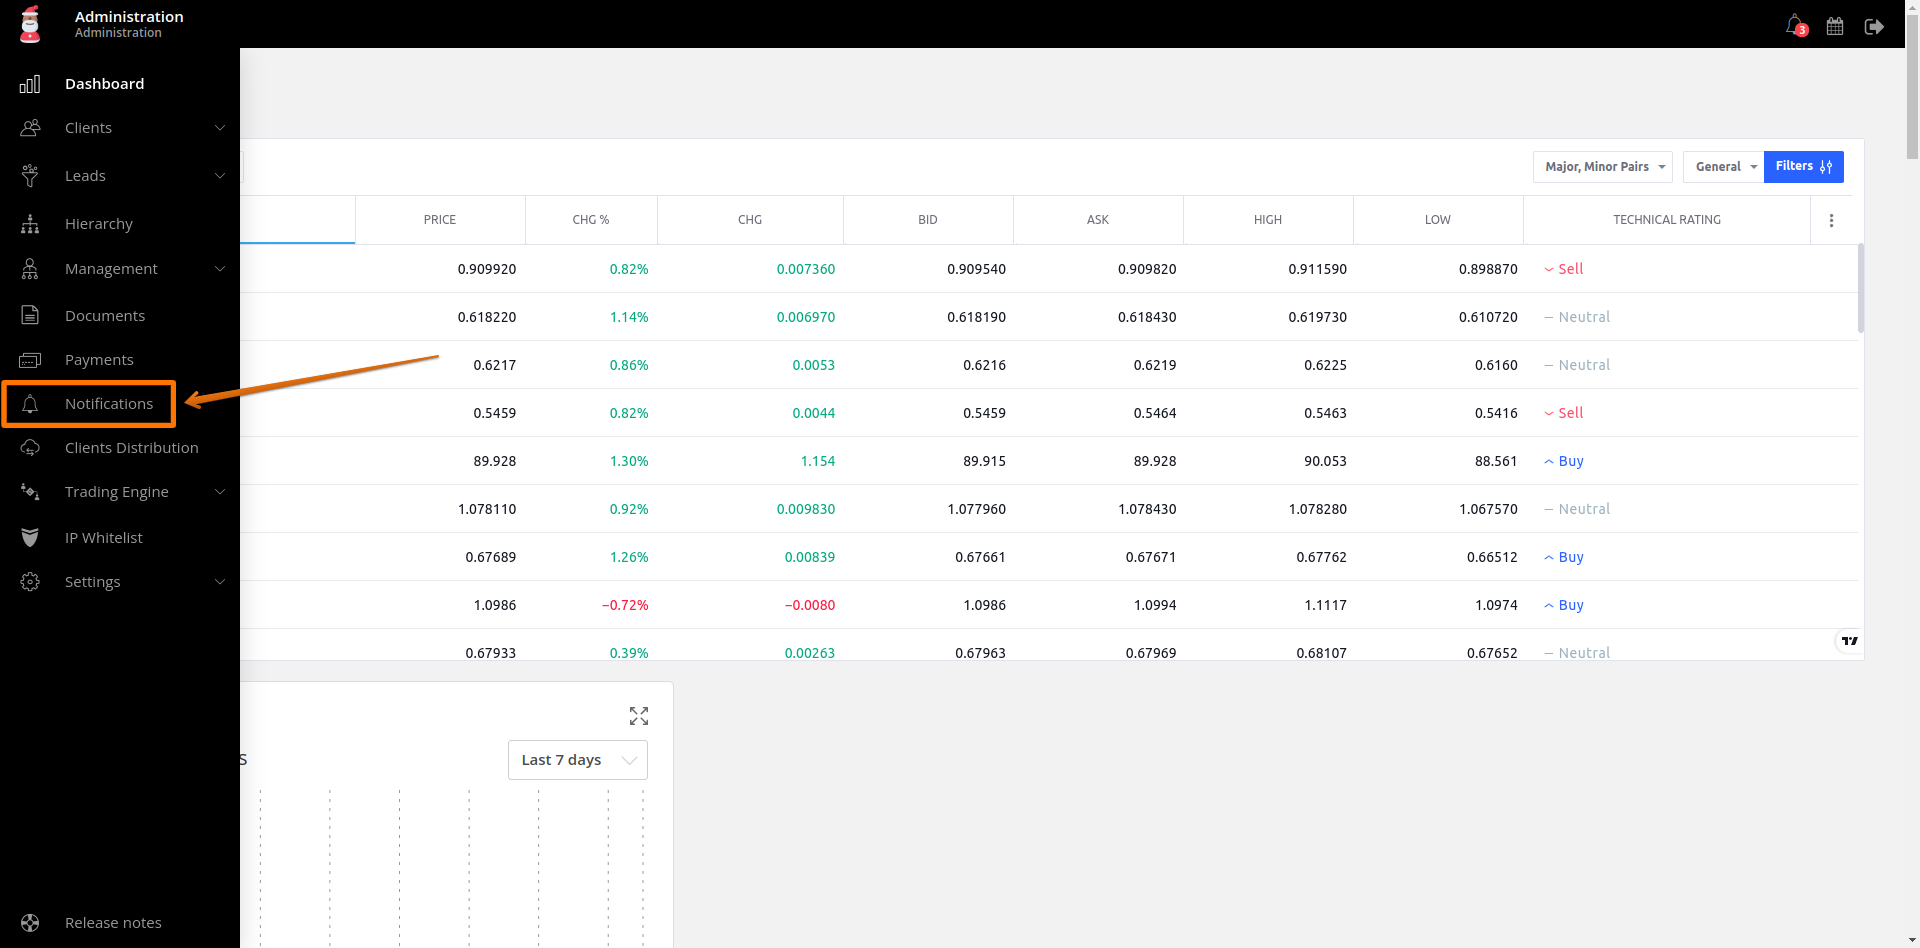 Administration
Administration
3
Dashboard
Clients
Leads
Hierarchy
Management
Documents
Payments
Notifications
Clients Distribution
Trading Engine
IP Whitelist
Settings
Release notes
Major, Minor Pairs General Filters
PRICE CHG % CHG BID ASK HIGH LOW TECHNICAL RATING
0.909920 0.82% 0.007360 0.909540 0.909820 0.911590 0.898870 Sell
0.618220 1.14% 0.006970 0.618190 0.618430 0.619730 0.610720 — Neutral
0.6217 0.86% 0.0053 0.6216 0.6219 0.6225 0.6160 — Neutral
0.5459 0.82% 0.0044 0.5459 0.5464 0.5463 0.5416 Sell
89.928 1.30% 1.154 89.915 89.928 90.053 88.561 Buy
1.078110 0.92% 0.009830 1.077960 1.078430 1.078280 1.067570 — Neutral
0.67689 1.26% 0.00839 0.67661 0.67671 0.67762 0.66512 Buy
1.0986 −0.72% −0.0080 1.0986 1.0994 1.1117 1.0974 Buy
0.67933 0.39% 0.00263 0.67963 0.67969 0.68107 0.67652 — Neutral
s
Last 7 days